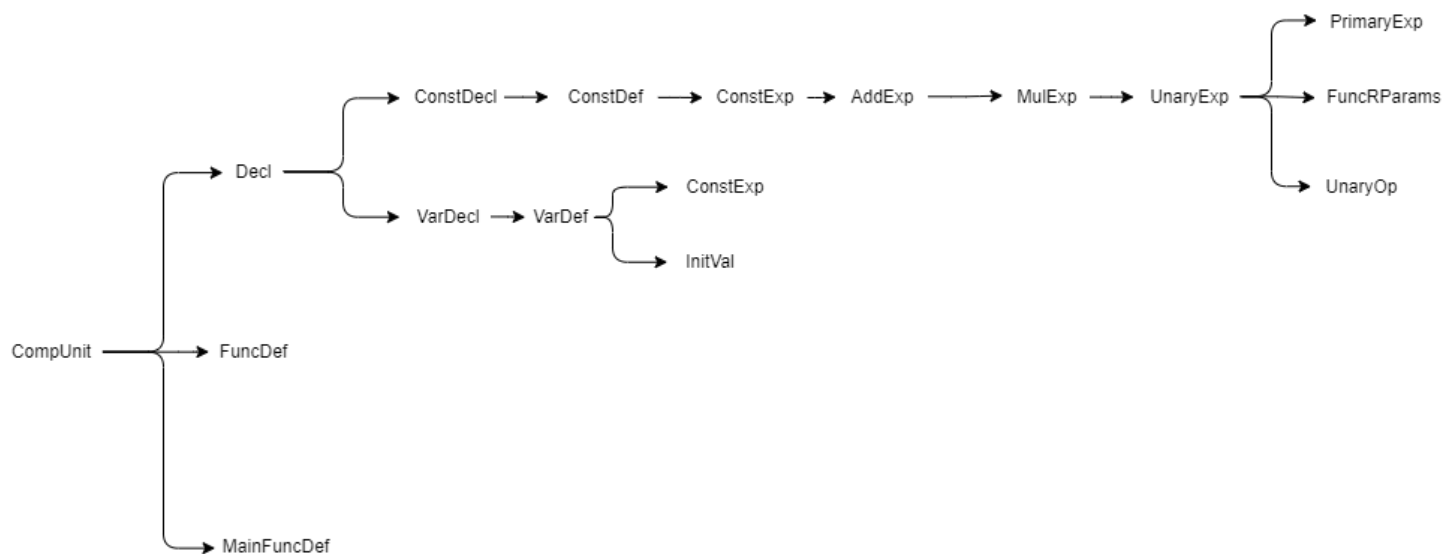 PrimaryExp
ConstDecl ConstDef ConstExp AddExp MulExp UnaryExp FuncRParams
Decl
ConstExp UnaryOp
VarDecl VarDef
InitVal
CompUnit FuncDef
MainFuncDef